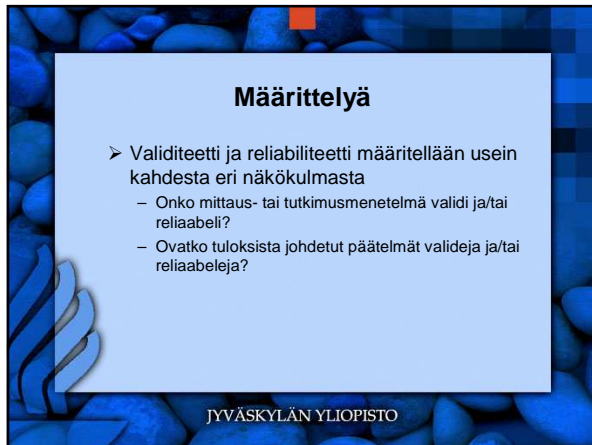 Määrittelyä
➢ Validiteetti ja reliabiliteetti määritellään usein
kahdesta eri näkökulmasta
– Onko mittaus- tai tutkimusmenetelmä validi ja/tai
reliaabeli?
– Ovatko tuloksista johdetut päätelmät valideja ja/tai
reliaabeleja?
JYVÄSKYLÄN YLIOPISTO